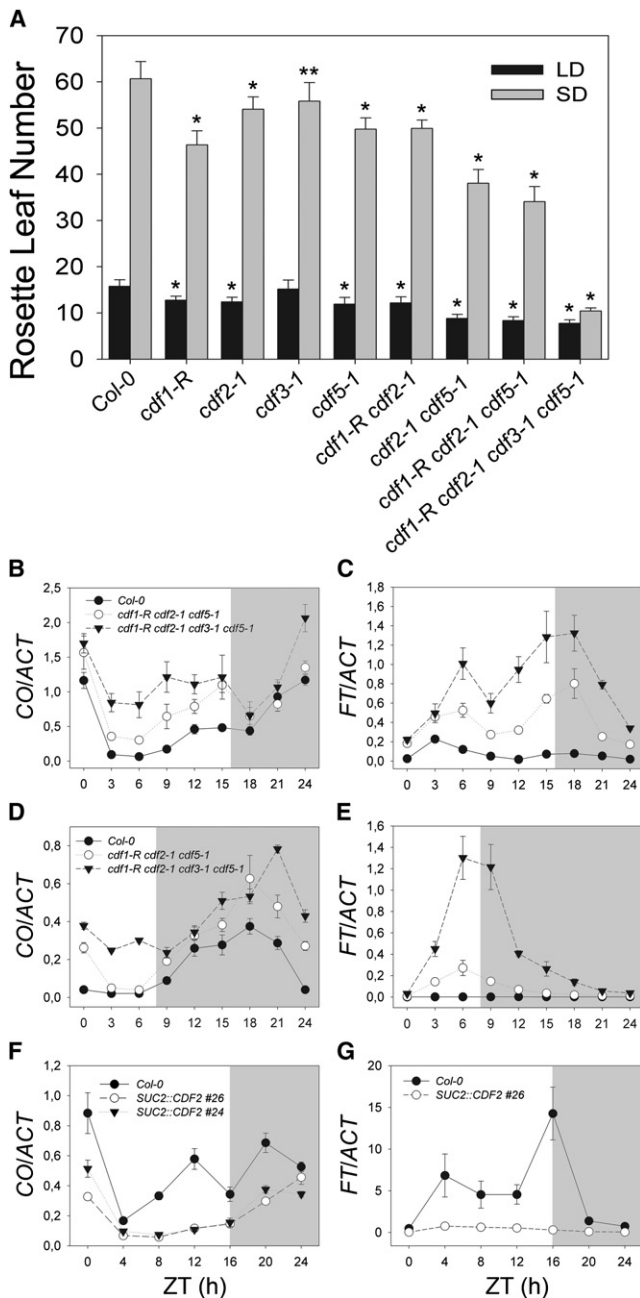 A
Rosette Leaf Number
70
60
50
40
30
20
10
0
LD
SD
*
*
**
*
*
*
*
*
*
*
*
*
*
*
*
Col-0
cdf1-R
cdf2-1
cdf3-1
cdf5-1
cdf1-R cdf2-1
cdf2-1 cdf5-1
cdf1-R cdf2-1 cdf5-1
cdf1-R cdf2-1 cdf3-1 cdf5-1
B
CO/ACT
2,5
2,0
1,5
1,0
0,5
0,0
Col-0
cdf1-R cdf2-1 cdf5-1
cdf1-R cdf2-1 cdf3-1 cdf5-1
0 3 6 9 12 15 18 21 24
C
FT/ACT
1,8
1,6
1,4
1,2
1,0
0,8
0,6
0,4
0,2
0,0
0 3 6 9 12 15 18 21 24
D
CO/ACT
0,8
0,6
0,4
0,2
0,0
Col-0
cdf1-R cdf2-1 cdf5-1
cdf1-R cdf2-1 cdf3-1 cdf5-1
0 3 6 9 12 15 18 21 24
E
FT/ACT
1,6
1,4
1,2
1,0
0,8
0,6
0,4
0,2
0,0
0 3 6 9 12 15 18 21 24
F
CO/ACT
1,2
1,0
0,8
0,6
0,4
0,2
0,0
Col-0
SUC2::CDF2 #26
SUC2::CDF2 #24
0 4 8 12 16 20 24
ZT (h)
G
FT/ACT
20
15
10
5
0
Col-0
SUC2::CDF2 #26
0 4 8 12 16 20 24
ZT (h)